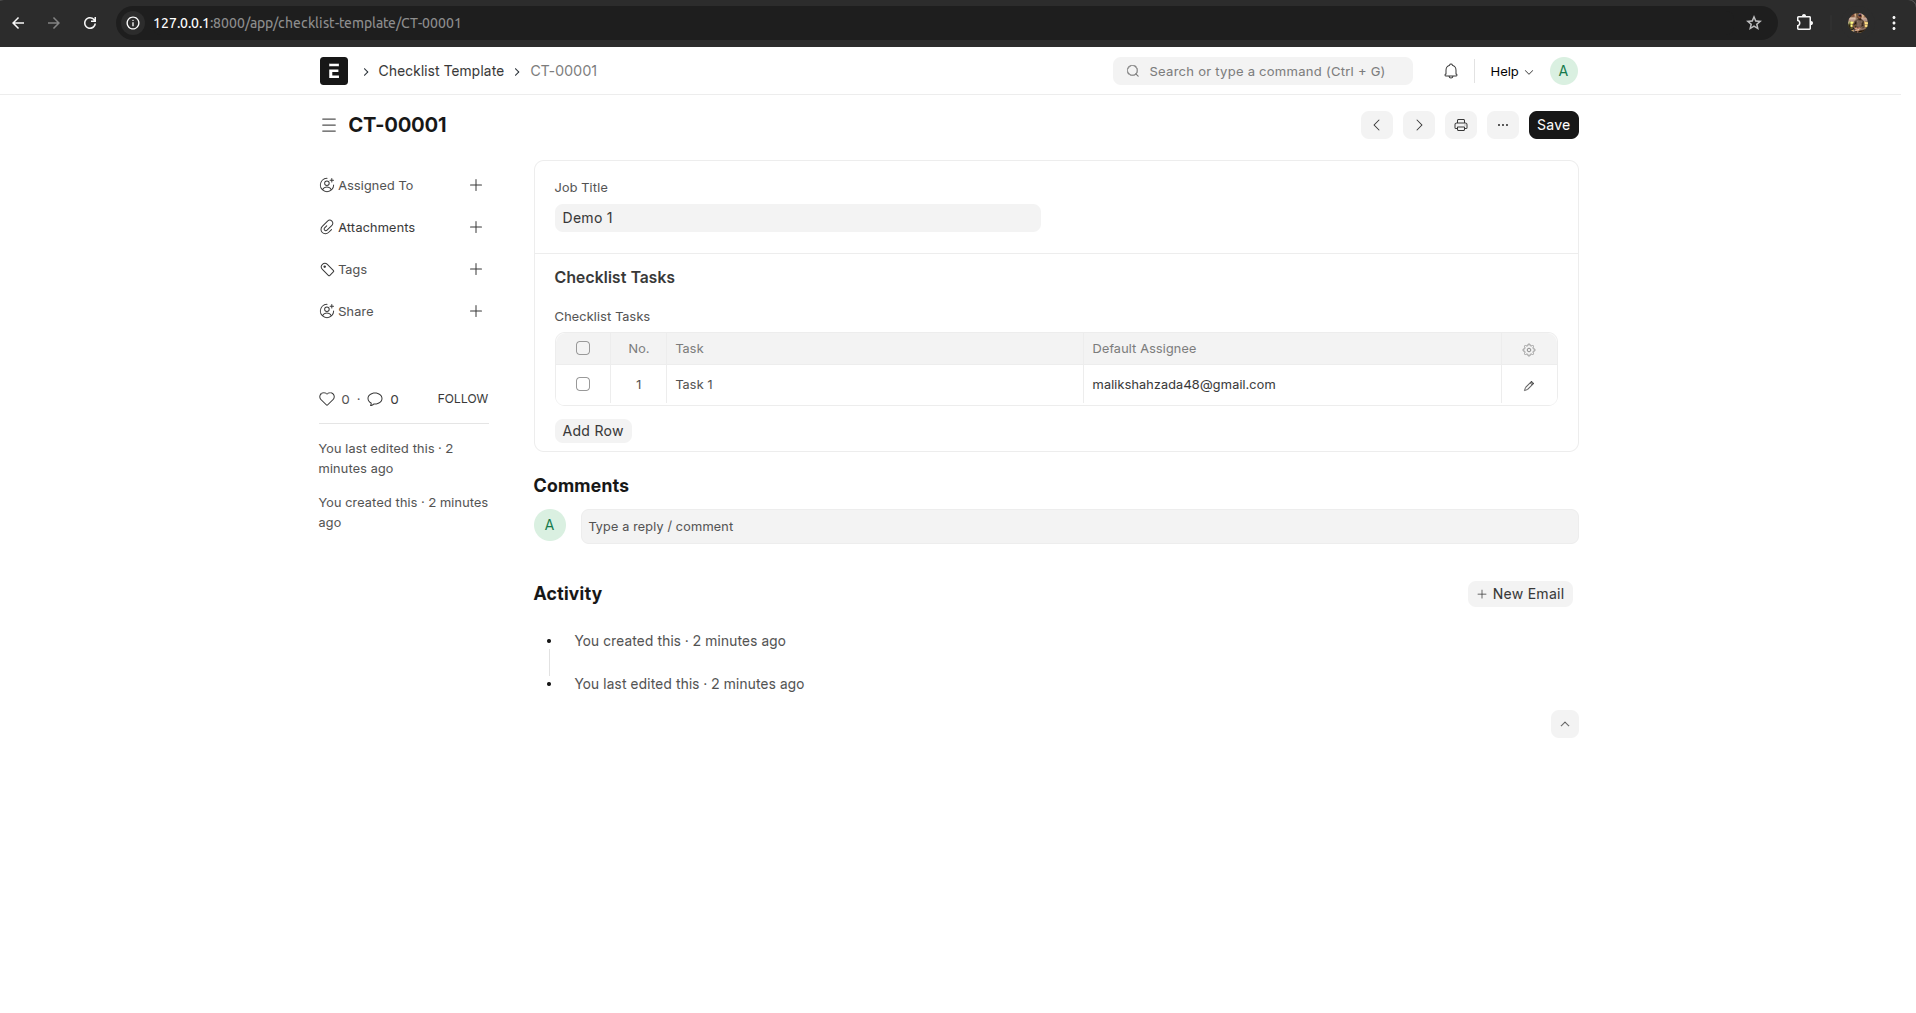 127.0.0.1:8000/app/checklist-template/CT-00001
E > Checklist Template > CT-00001
Search or type a command (Ctrl + G)
Help
A
CT-00001
Save
Assigned To
Attachments
Tags
Share
0 · 0 FOLLOW
You last edited this · 2
minutes ago
You created this · 2 minutes
ago
Job Title
Demo 1
Checklist Tasks
Checklist Tasks
No. Task Default Assignee
1 Task 1 malikshahzada48@gmail.com
Add Row
Comments
A
Type a reply / comment
Activity
+ New Email
You created this · 2 minutes ago
You last edited this · 2 minutes ago